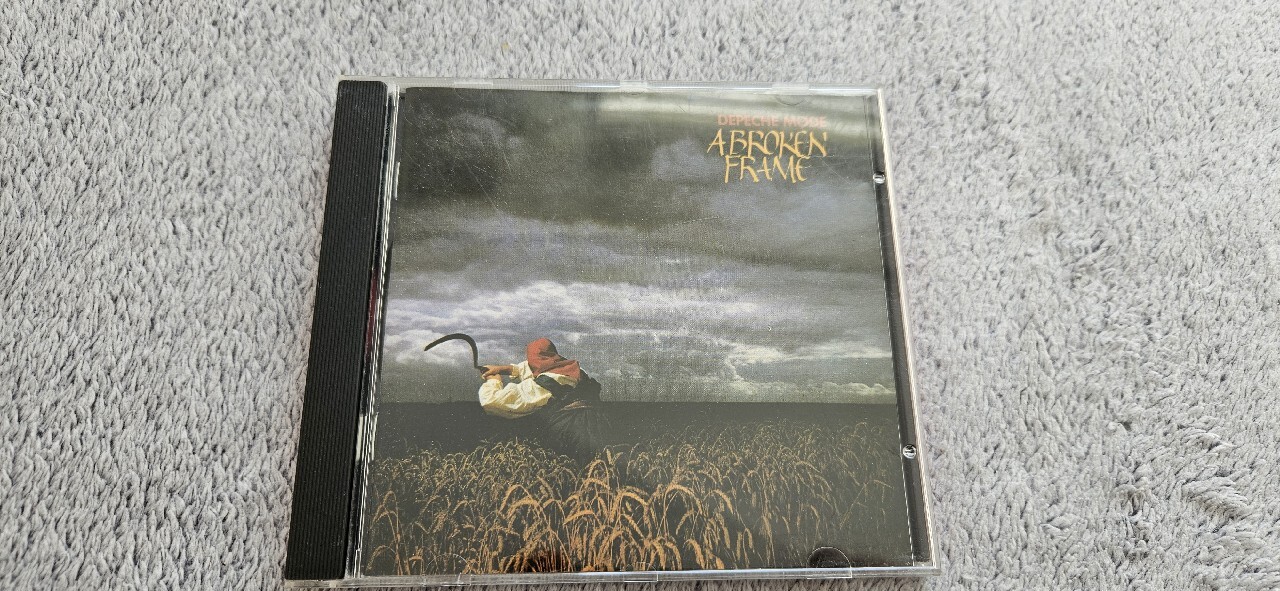 DEPECHE MODE
A BROKEN
FRAME